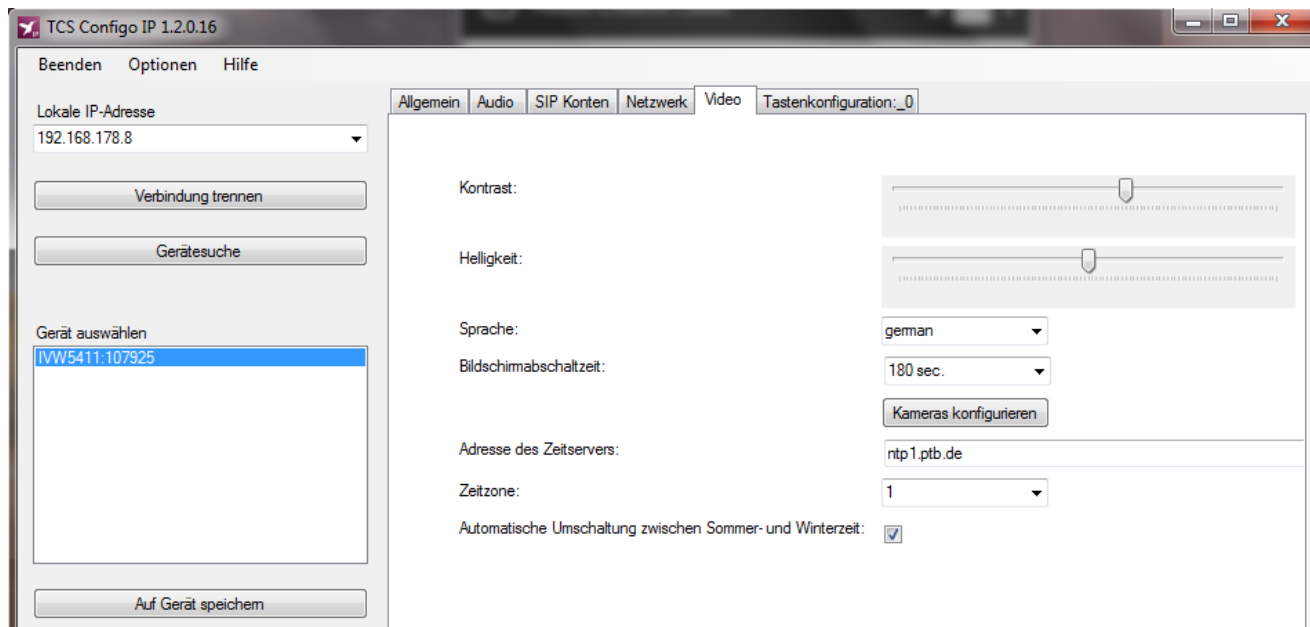 TCS Configo IP 1.2.0.16
Beenden Optionen Hilfe
Lokale IP-Adresse
192.168.178.8
Verbindung trennen
Gerätesuche
Gerät auswählen
IVW5411:107925
Auf Gerät speichern
Allgemein Audio SIP Konten Netzwerk Video Tastenkonfiguration:_0
Kontrast:
Helligkeit:
Sprache: german
Bildschirmabschaltzeit: 180 sec.
Kameras konfigurieren
Adresse des Zeitservers: ntp1.ptb.de
Zeitzone: 1
Automatische Umschaltung zwischen Sommer- und Winterzeit: